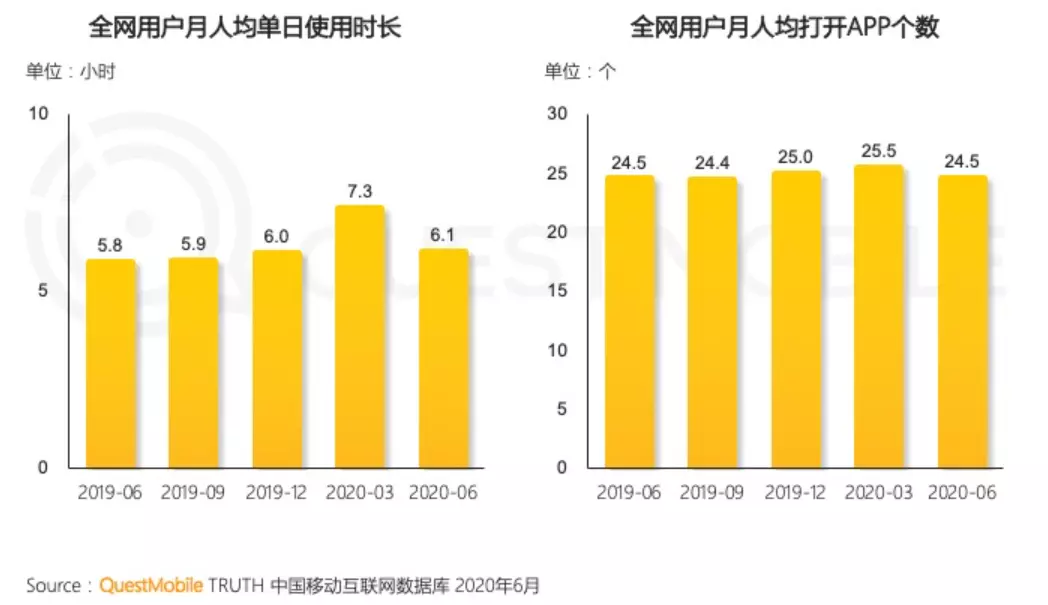 全网用户月人均单日使用时长
单位：小时
10
5
0
5.8
5.9
6.0
7.3
6.1
2019-06 2019-09 2019-12 2020-03 2020-06
全网用户月人均打开APP个数
单位：个
30
25
20
15
10
5
0
24.5
24.4
25.0
25.5
24.5
2019-06 2019-09 2019-12 2020-03 2020-06
QUESTMOBILE
Source：QuestMobile TRUTH 中国移动互联网数据库 2020年6月